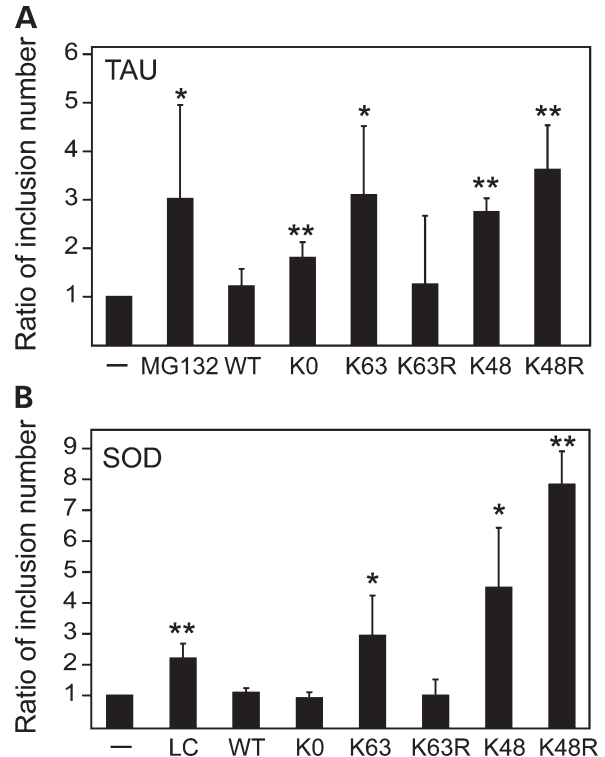 A
Ratio of inclusion number
TAU
6
5
4
3
2
1
* ** * ** **
– MG132 WT K0 K63 K63R K48 K48R
B
Ratio of inclusion number
SOD
9
8
7
6
5
4
3
2
1
** * * **
– LC WT K0 K63 K63R K48 K48R